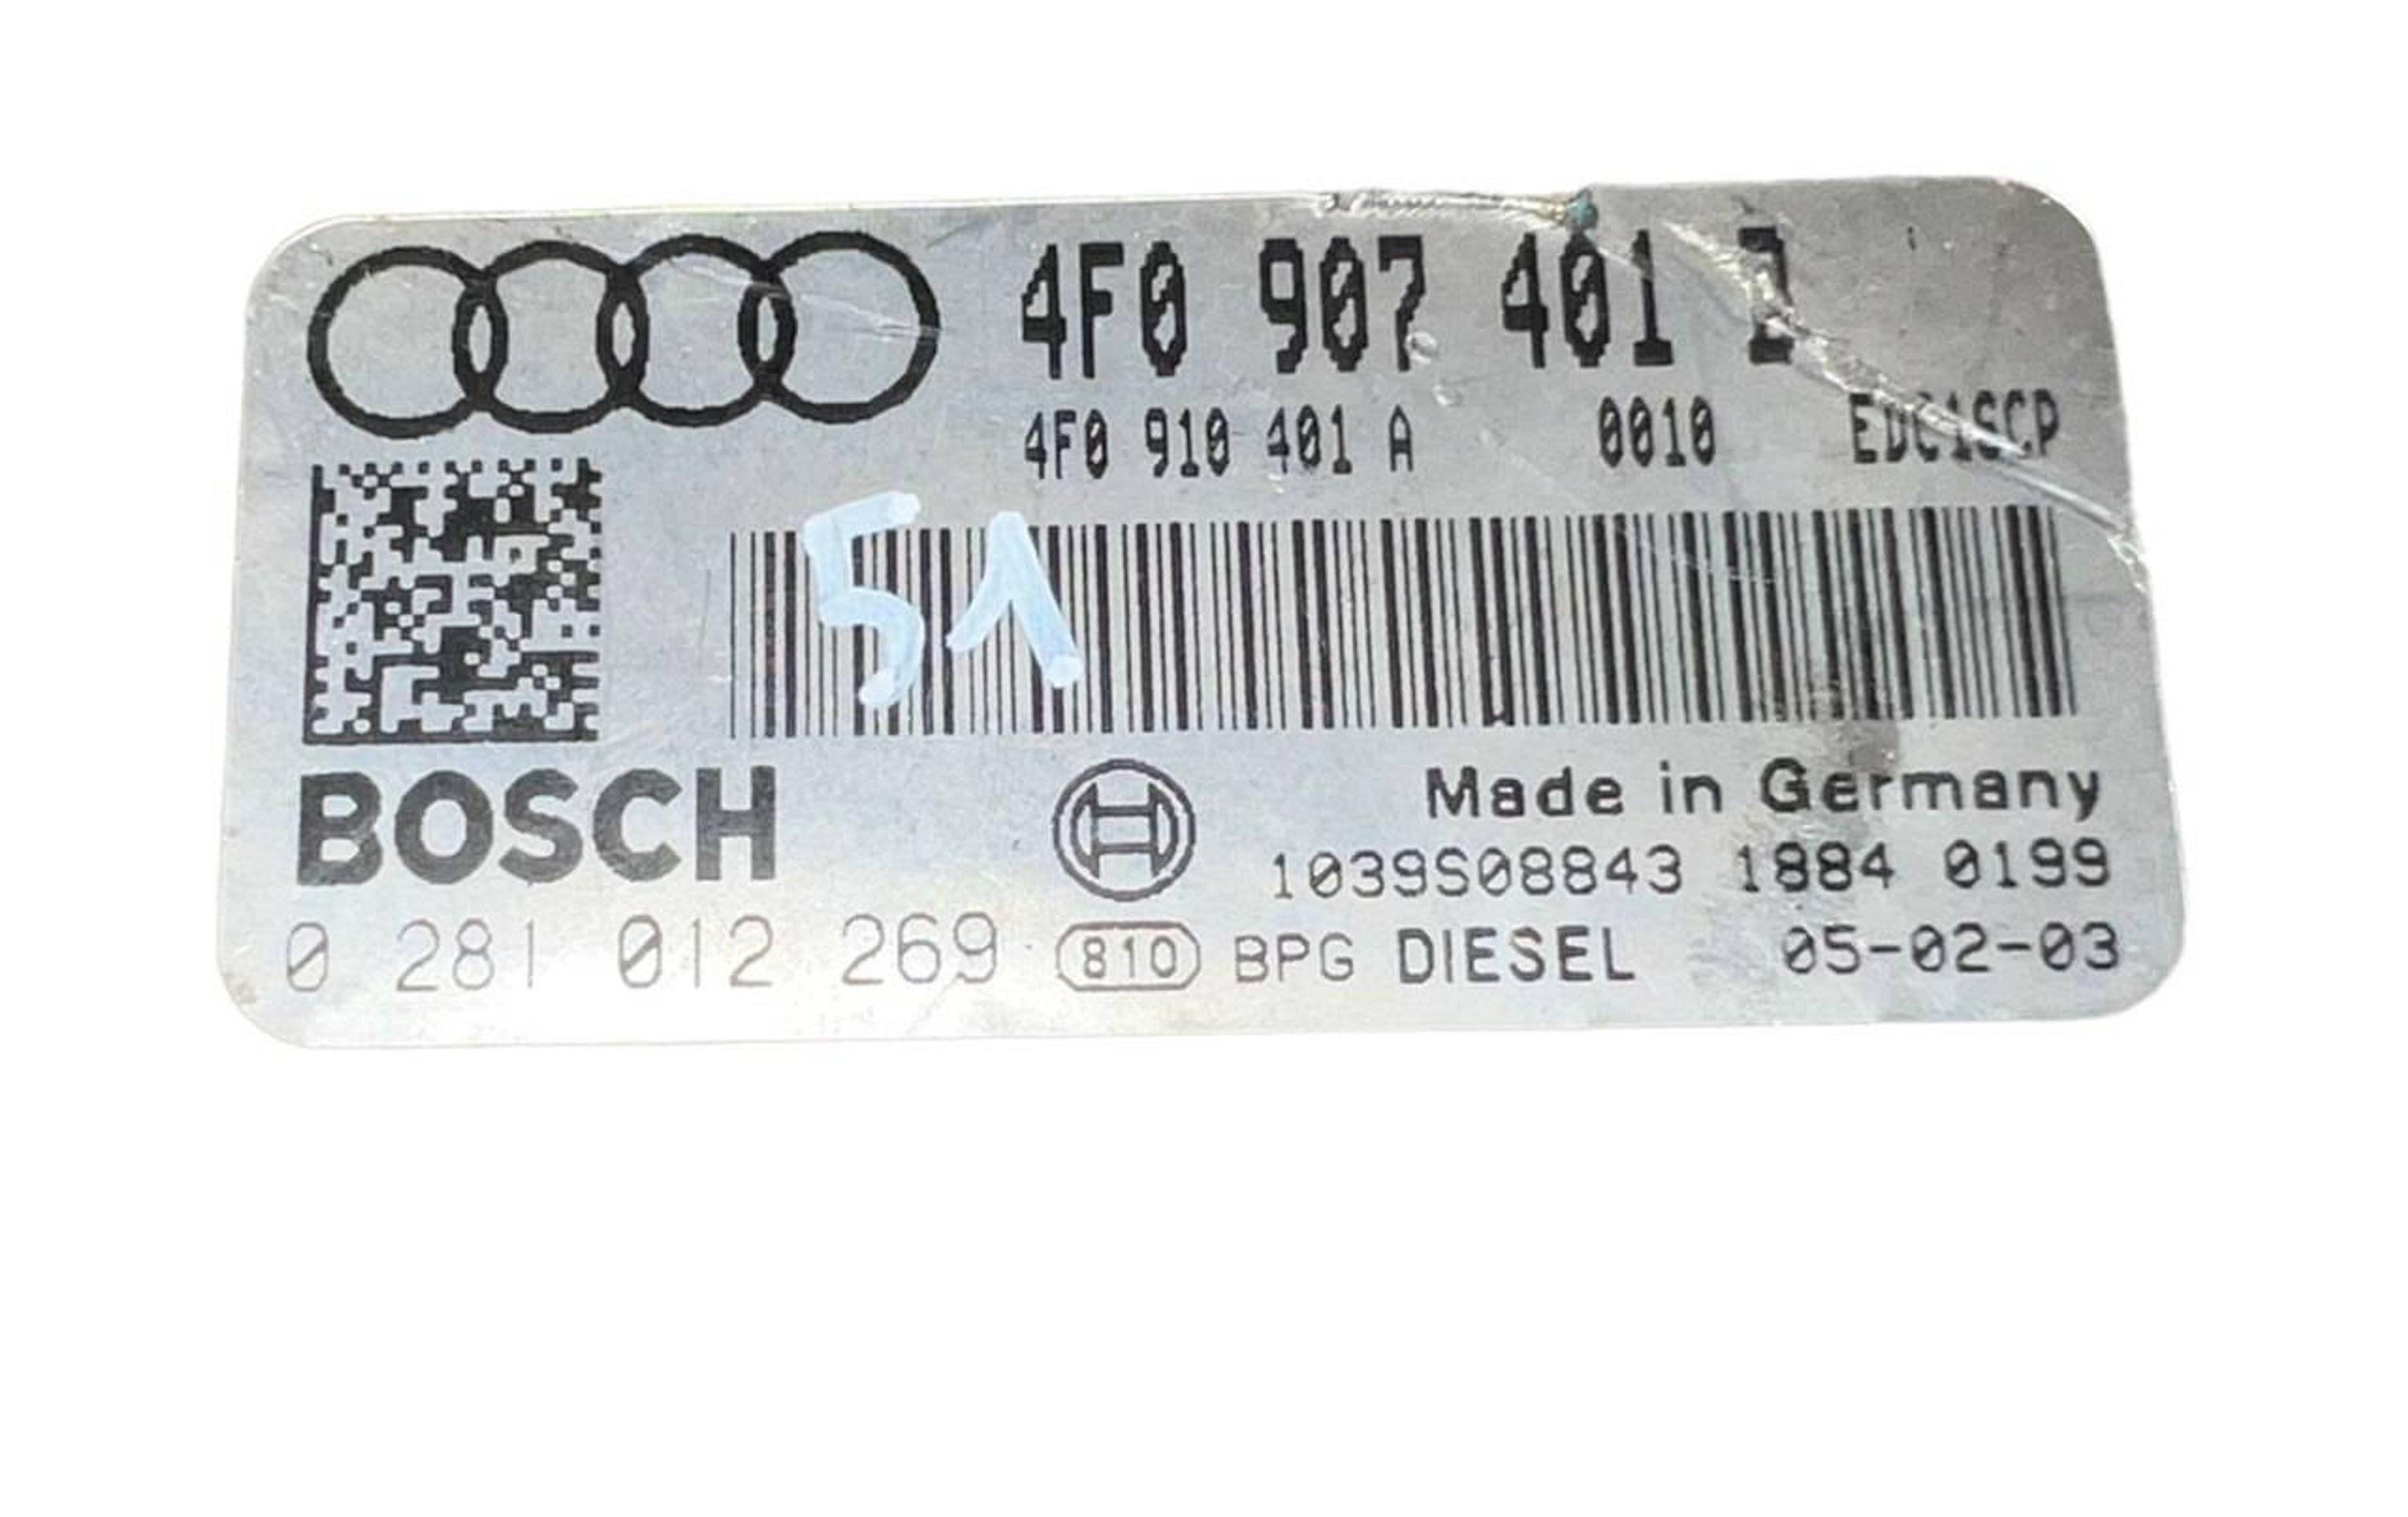 4F0 907 401
4F0 910 401 A 0010 EDC16CP
51
BOSCH
Made in Germany
1039S08843 1884 0199
0 281 012 269 810 BPG DIESEL 05-02-03